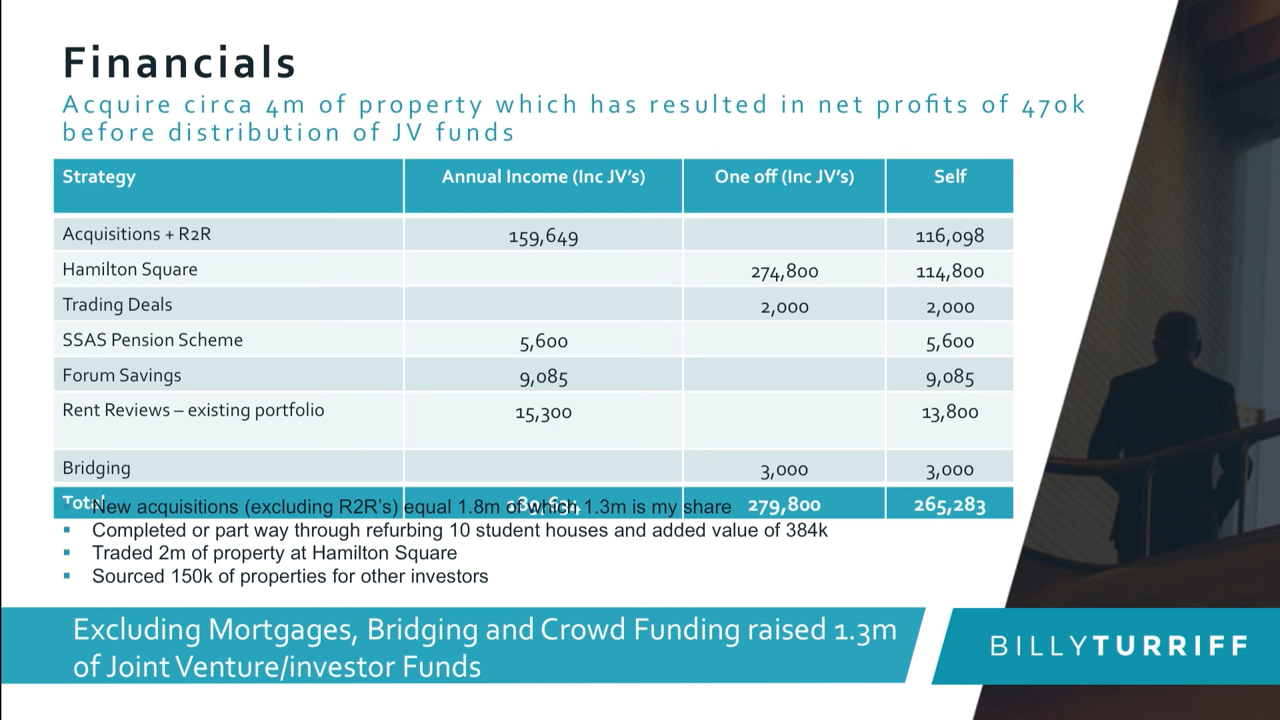 Financials
Acquire circa 4m of property which has resulted in net profits of 470k
before distribution of JV funds
Strategy Annual Income (Inc JV's) One off (Inc JV's) Self
Acquisitions + R2R 159,649 116,098
Hamilton Square 274,800 114,800
Trading Deals 2,000 2,000
SSAS Pension Scheme 5,600 5,600
Forum Savings 9,085 9,085
Rent Reviews – existing portfolio 15,300 13,800
Bridging 3,000 3,000
Total 189,634 279,800 265,283
▪ New acquisitions (excluding R2R's) equal 1.8m of which 1.3m is my share
▪ Completed or part way through refurbing 10 student houses and added value of 384k
▪ Traded 2m of property at Hamilton Square
▪ Sourced 150k of properties for other investors
Excluding Mortgages, Bridging and Crowd Funding raised 1.3m
of Joint Venture/investor Funds
BILLYTURRIFF